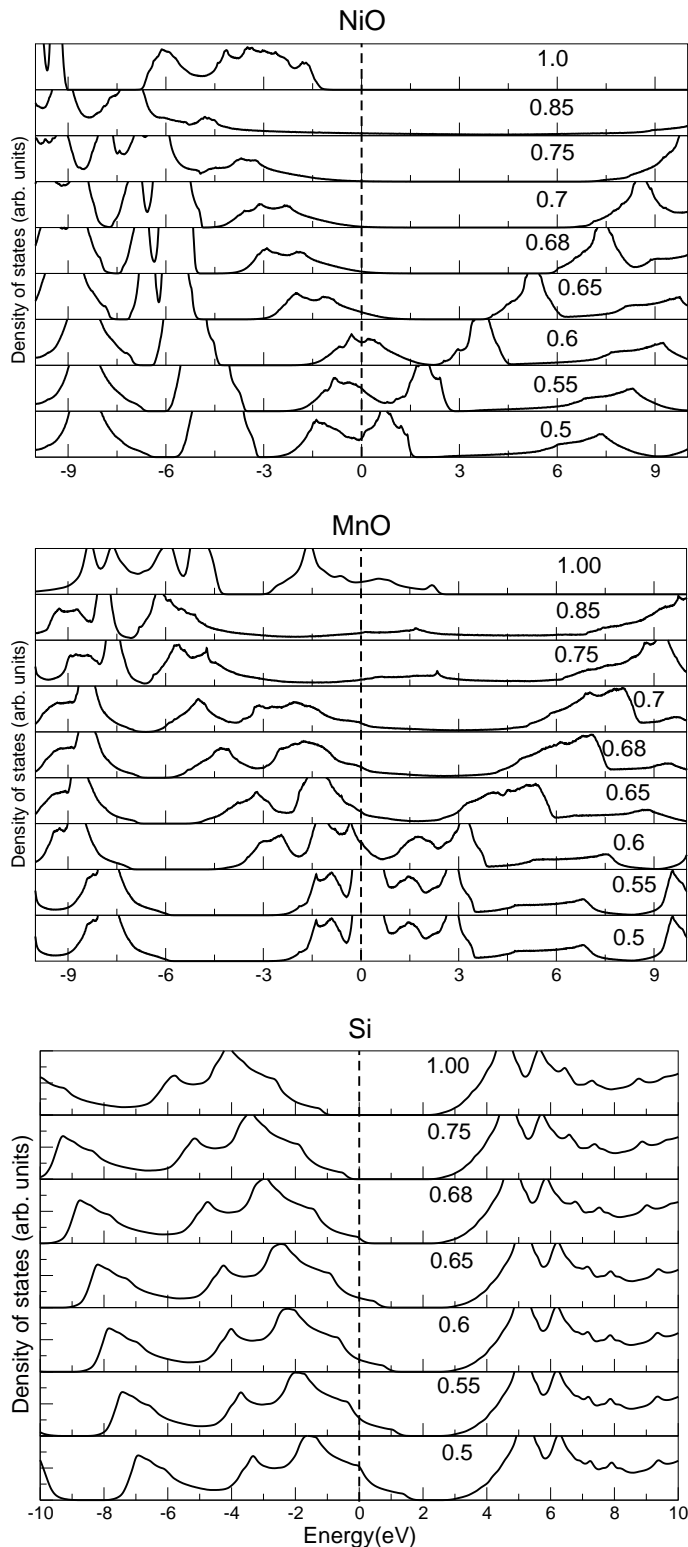 NiO
Density of states (arb. units)
1.0
0.85
0.75
0.7
0.68
0.65
0.6
0.55
0.5
-9 -6 -3 0 3 6 9
MnO
Density of states (arb. units)
1.00
0.85
0.75
0.7
0.68
0.65
0.6
0.55
0.5
-9 -6 -3 0 3 6 9
Si
Density of states (arb. units)
1.00
0.75
0.68
0.65
0.6
0.55
0.5
-10 -8 -6 -4 -2 0 2 4 6 8 10
Energy(eV)